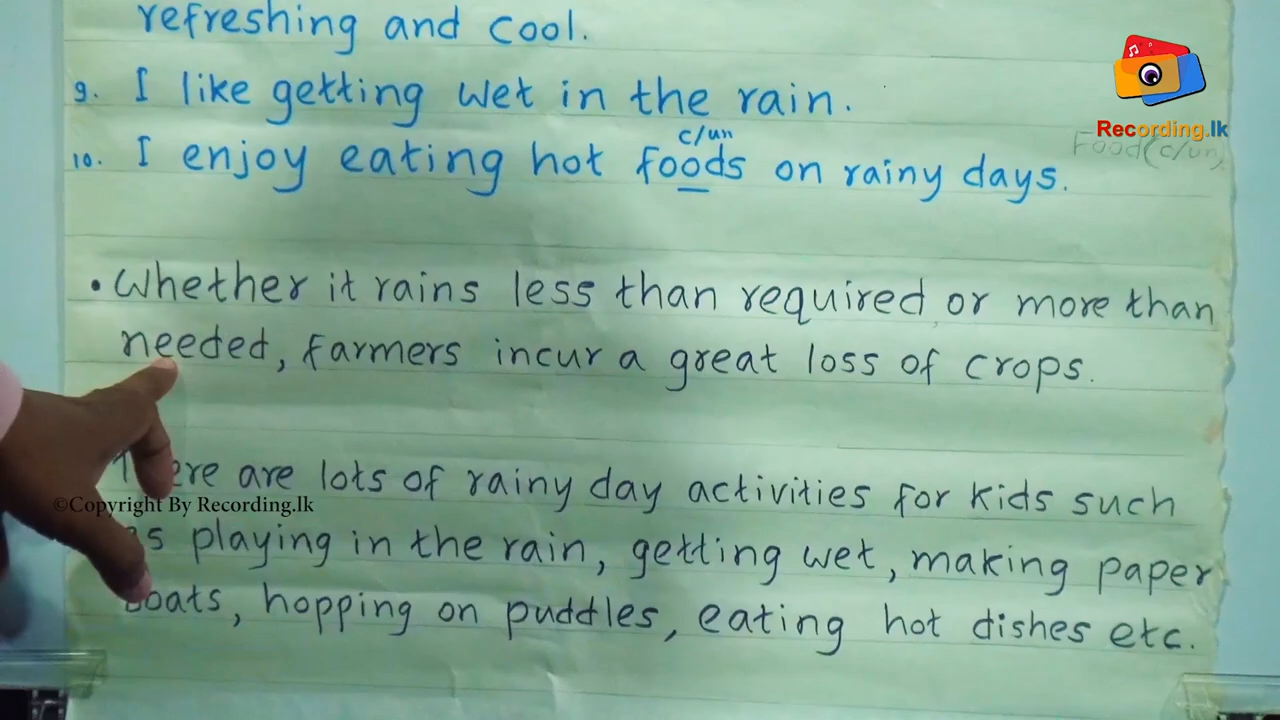 refreshing and cool.
9. I like getting wet in the rain.
c/un
10. I enjoy eating hot foods on rainy days.
Recording.lk
Food(c/un)
• Whether it rains less than required or more than
needed, farmers incur a great loss of crops.
There are lots of rainy day activities for kids such
©Copyright By Recording.lk
as playing in the rain, getting wet, making paper
boats, hopping on puddles, eating hot dishes etc.